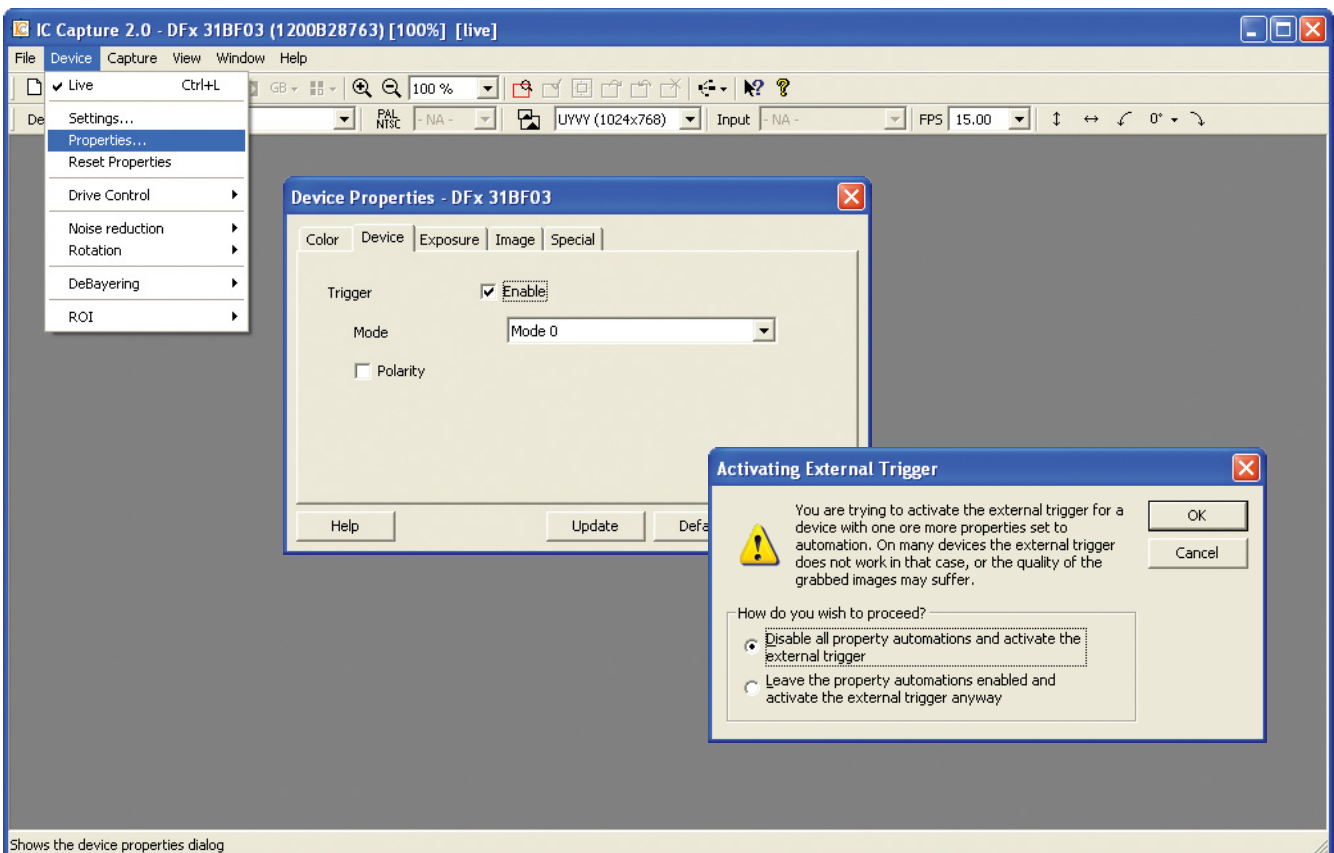 IC Capture 2.0 - DFx 31BF03 (1200B28763) [100%] [live]
File Device Capture View Window Help
GB 100 %
De PAL NTSC - NA - UYVY (1024x768) Input - NA - FPS 15.00 0°
Live Ctrl+L
Settings...
Properties...
Reset Properties
Drive Control
Noise reduction
Rotation
DeBayering
ROI
Device Properties - DFx 31BF03
Color Device Exposure Image Special
Trigger Enable
Mode Mode 0
Polarity
Help Update Defa
Activating External Trigger
You are trying to activate the external trigger for a
device with one ore more properties set to
automation. On many devices the external trigger
does not work in that case, or the quality of the
grabbed images may suffer.
OK
Cancel
How do you wish to proceed?
Disable all property automations and activate the
external trigger
Leave the property automations enabled and
activate the external trigger anyway
Shows the device properties dialog